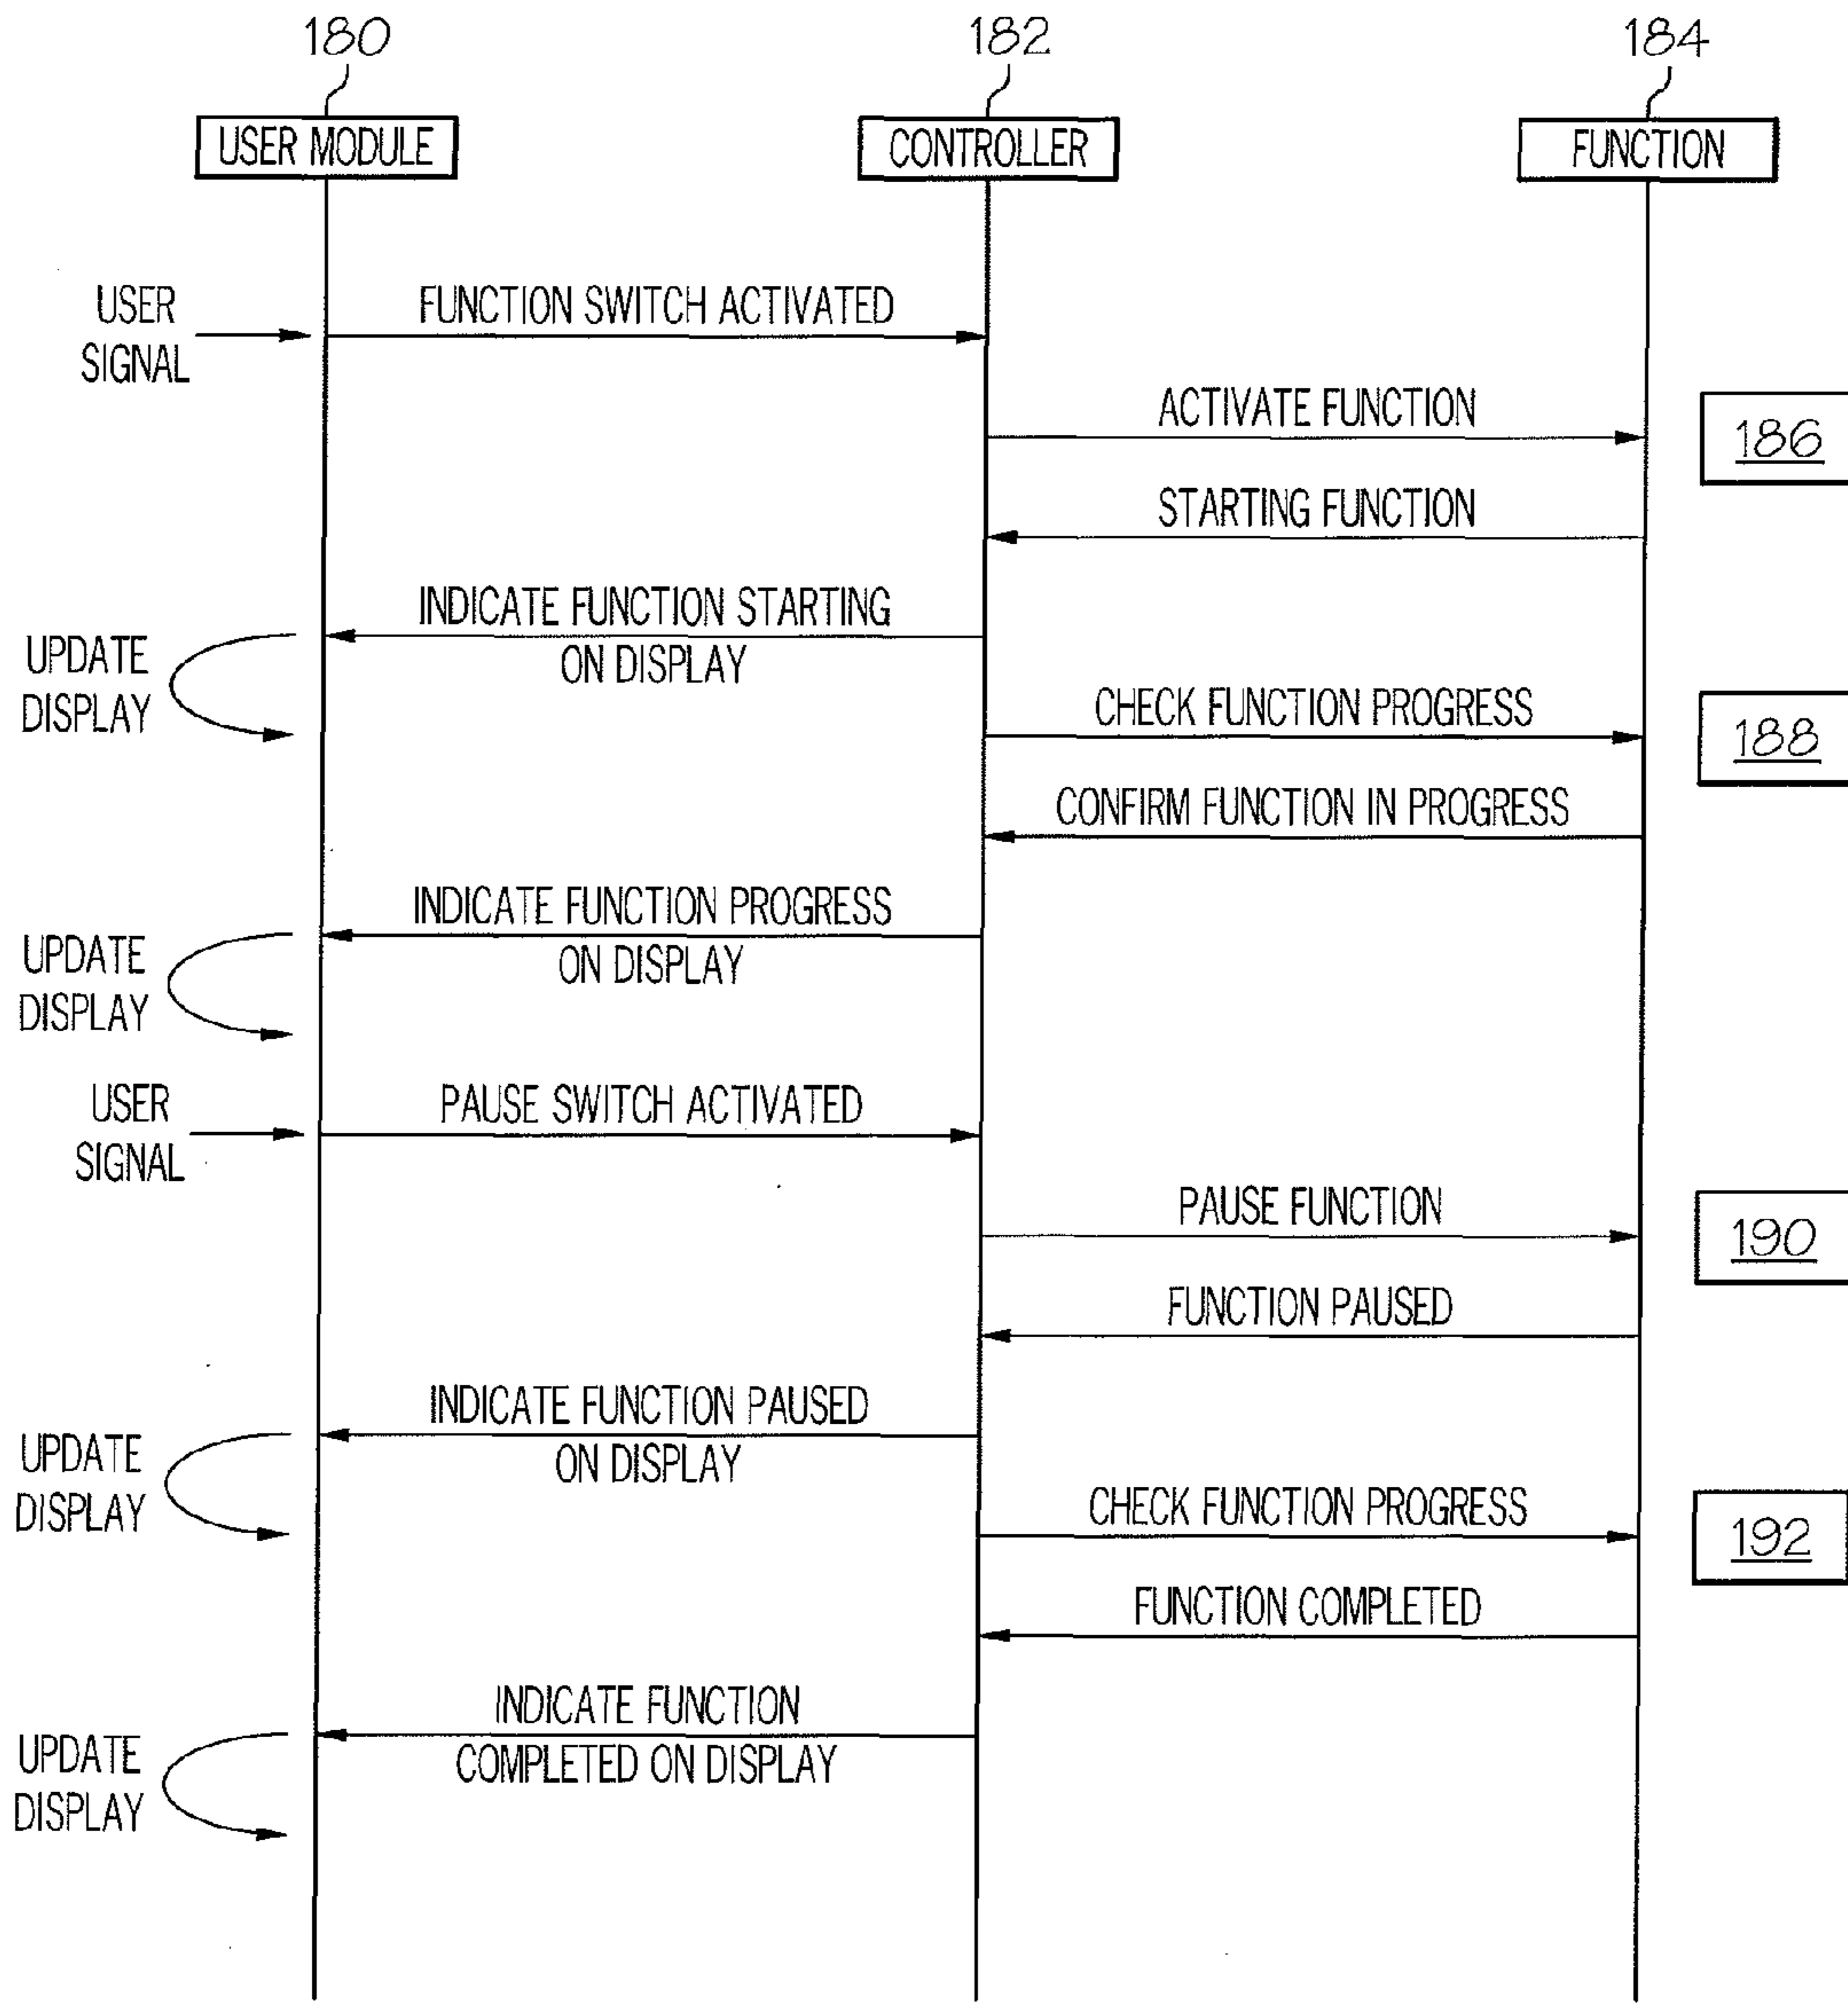 180
182
184
USER MODULE
CONTROLLER
FUNCTION
USER
SIGNAL
FUNCTION SWITCH ACTIVATED
ACTIVATE FUNCTION
186
STARTING FUNCTION
INDICATE FUNCTION STARTING
ON DISPLAY
UPDATE
DISPLAY
CHECK FUNCTION PROGRESS
188
CONFIRM FUNCTION IN PROGRESS
INDICATE FUNCTION PROGRESS
ON DISPLAY
UPDATE
DISPLAY
USER
SIGNAL
PAUSE SWITCH ACTIVATED
PAUSE FUNCTION
190
FUNCTION PAUSED
INDICATE FUNCTION PAUSED
ON DISPLAY
UPDATE
DISPLAY
CHECK FUNCTION PROGRESS
192
FUNCTION COMPLETED
INDICATE FUNCTION
COMPLETED ON DISPLAY
UPDATE
DISPLAY